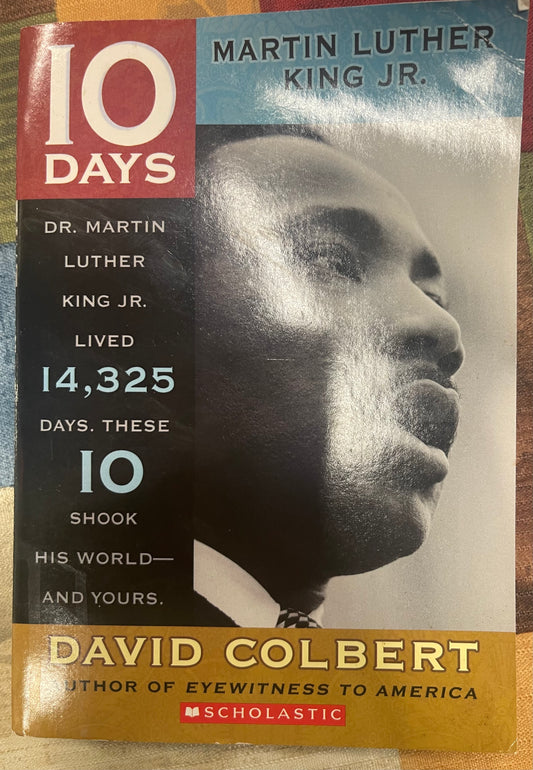 10
DAYS
MARTIN LUTHER
KING JR.
DR. MARTIN
LUTHER
KING JR.
LIVED
14,325
DAYS. THESE
10
SHOOK
HIS WORLD—
AND YOURS.
DAVID COLBERT
AUTHOR OF EYEWITNESS TO AMERICA
SCHOLASTIC